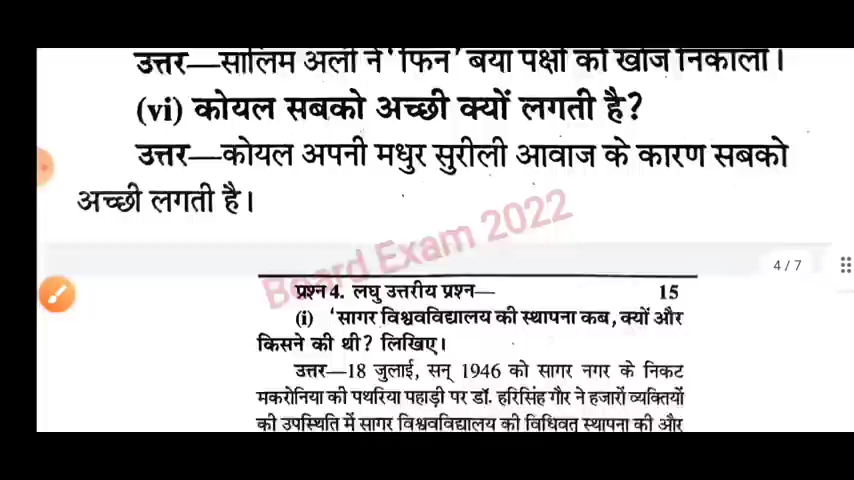 उत्तर—सालिम अली ने 'फिन' बया पक्षी की खोज निकाली।
(vi) कोयल सबको अच्छी क्यों लगती है?
उत्तर—कोयल अपनी मधुर सुरीली आवाज के कारण सबको
अच्छी लगती है।
Board Exam 2022
4/7
प्रश्न 4. लघु उत्तरीय प्रश्न— 15
(i) 'सागर विश्वविद्यालय की स्थापना कब, क्यों और
किसने की थी? लिखिए।
उत्तर—18 जुलाई, सन् 1946 को सागर नगर के निकट
मकरोनिया की पथरिया पहाड़ी पर डॉ. हरिसिंह गौर ने हजारों व्यक्तियों
की उपस्थिति में सागर विश्वविद्यालय की विधिवत् स्थापना की और